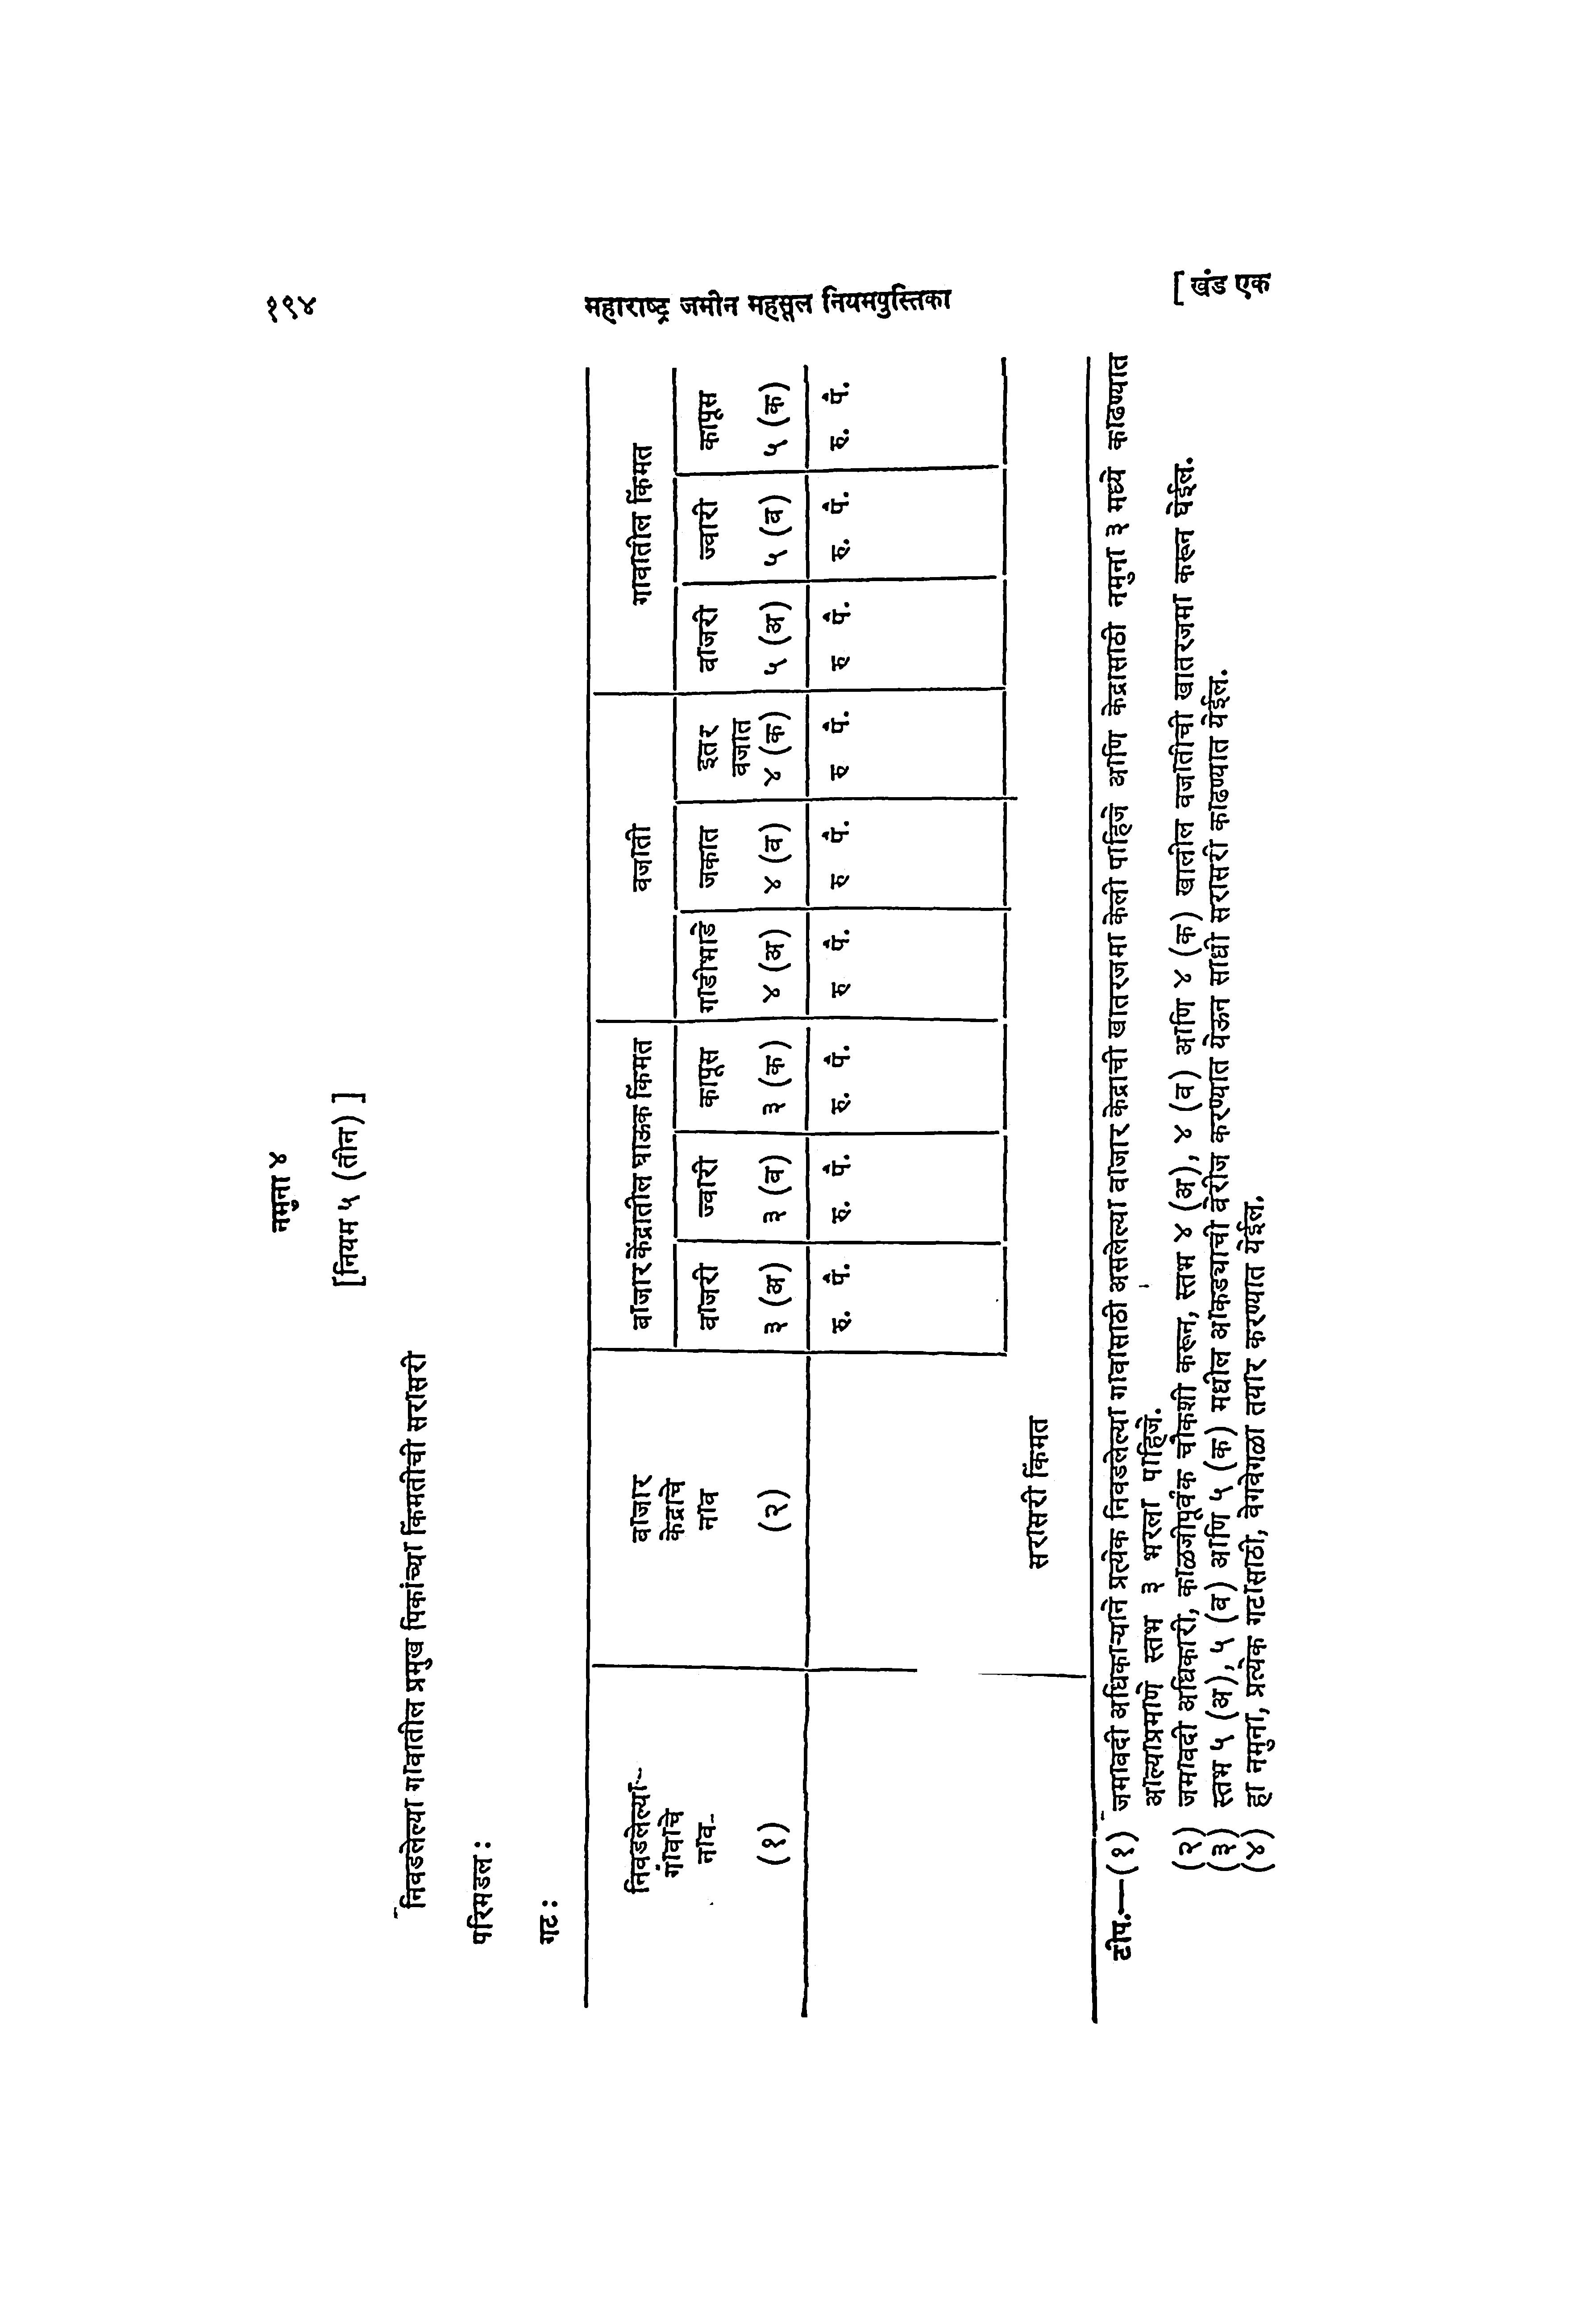 १९४ महाराष्ट्र जमीन महसूल नियमपुस्तिका [ खंड एक
नमुना ४
[नियम ५ (तीन) ]
निवडलेल्या गावातील प्रमुख पिकांच्या किंमतीची सरासरी
परिमंडल :
गट :
निवडलेल्या गावाचे नाव (१)
बाजार केंद्राचे नाव (२)
बाजार केंद्रातील घाऊक किंमत
वजाती
गावातील किंमत
बाजरी ज्वारी कापूस गाडीभाडे जकात इतर वजात बाजरी ज्वारी कापूस
३ (अ) ३ (ब) ३ (क) ४ (अ) ४ (ब) ४ (क) ५ (अ) ५ (ब) ५ (क)
रु. पै. रु. पै. रु. पै. रु पै. रु पै. रु पै. रु पै. रु. पै. रु. पै.
सरासरी किंमत
टीप.—(१) जमाबंदी अधिकाऱ्याने प्रत्येक निवडलेल्या गावासाठी असलेल्या बाजार केंद्राची खातरजमा केली पाहिजे आणि केंद्रासाठी नमुना ३ मध्ये काढण्यात
आल्याप्रमाणे स्तंभ ३ भरला पाहिजे.
(२) जमाबंदी अधिकारी, काळजीपूर्वक चौकशी करून, स्तंभ ४ (अ), ४ (ब) आणि ४ (क) खालील वजातीची खातरजमा करून घेईल.
(३) स्तंभ ५ (अ), ५ (ब) आणि ५ (क) मधील आकड्याची बेरीज करण्यात येऊन साधी सरासरी काढण्यात येईल.
(४) हा नमुना, प्रत्येक गटासाठी, वेगवेगळा तयार करण्यात येईल.